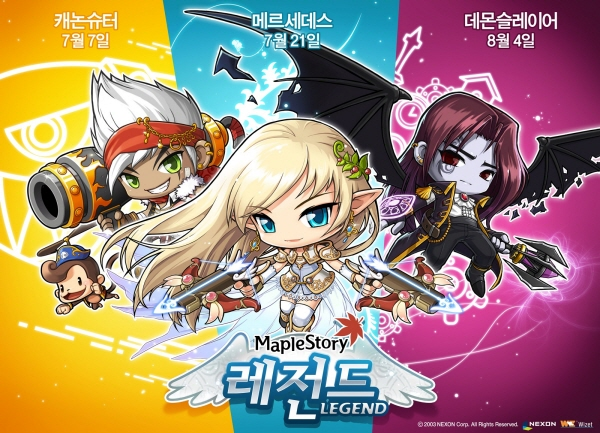 캐논슈터
7월 7일
메르세데스
7월 21일
데몬슬레이어
8월 4일
MapleStory
레전드
LEGEND
© 2003 NEXON Corp. All Rights Reserved. NEXON Wizet